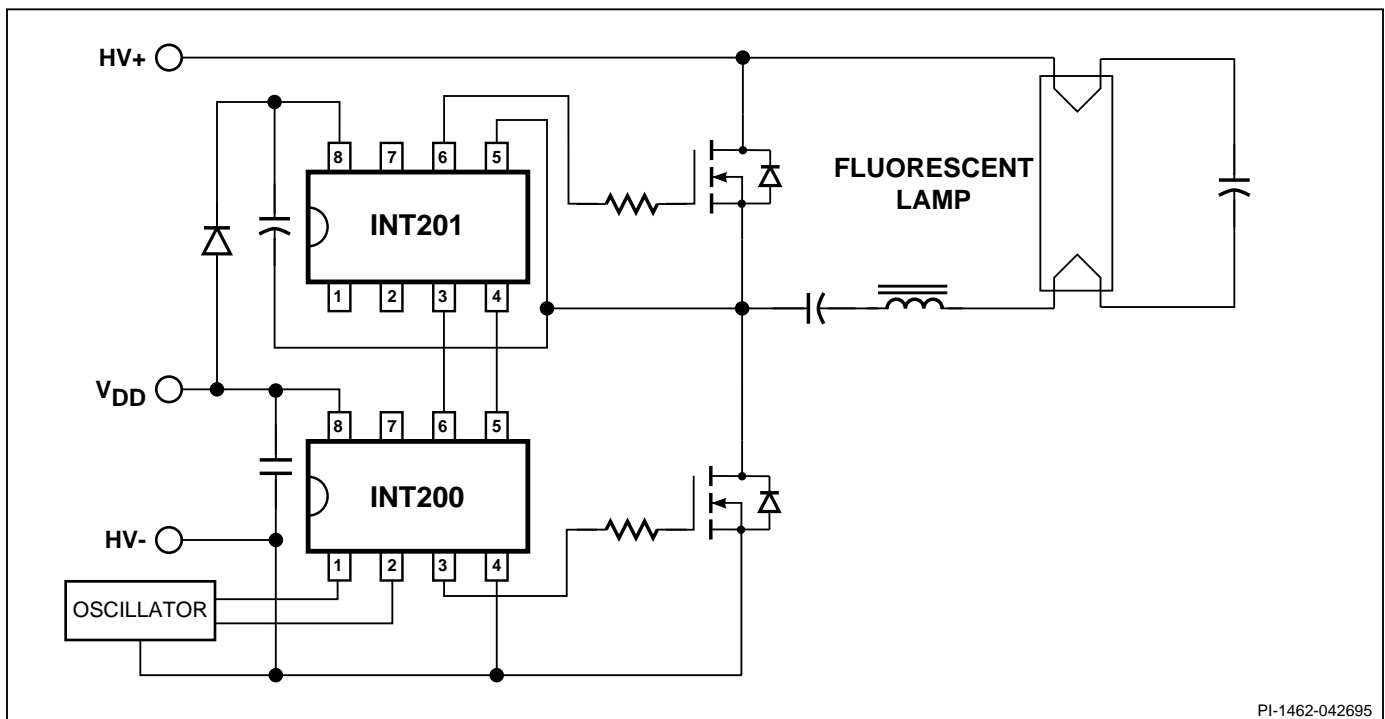 HV+
8 7 6 5
INT201
1 2 3 4
FLUORESCENT
LAMP
VDD
8 7 6 5
INT200
HV-
1 2 3 4
OSCILLATOR
PI-1462-042695